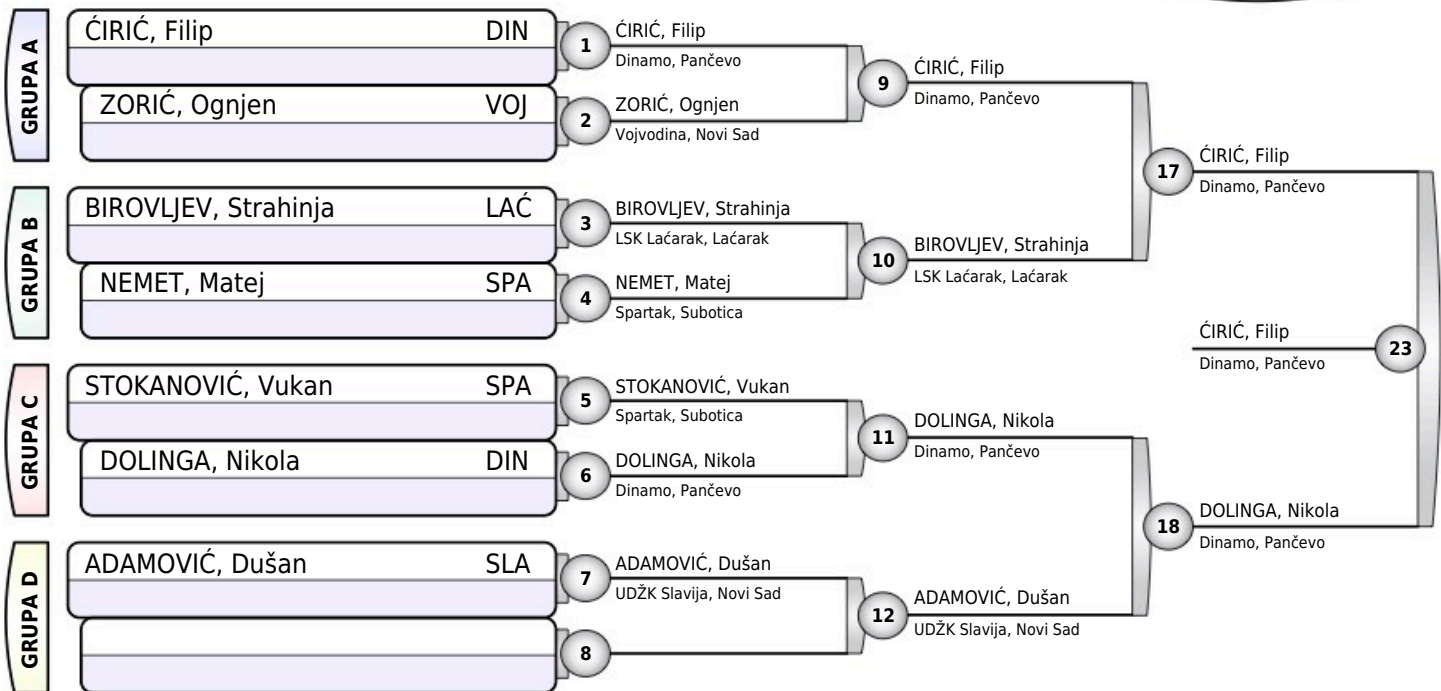 GRUPA A
ĆIRIĆ, Filip DIN
ZORIĆ, Ognjen VOJ
GRUPA B
BIROVLJEV, Strahinja LAĆ
NEMET, Matej SPA
GRUPA C
STOKANOVIĆ, Vukan SPA
DOLINGA, Nikola DIN
GRUPA D
ADAMOVIĆ, Dušan SLA
1
ĆIRIĆ, Filip
Dinamo, Pančevo
2
ZORIĆ, Ognjen
Vojvodina, Novi Sad
3
BIROVLJEV, Strahinja
LSK Laćarak, Laćarak
4
NEMET, Matej
Spartak, Subotica
5
STOKANOVIĆ, Vukan
Spartak, Subotica
6
DOLINGA, Nikola
Dinamo, Pančevo
7
ADAMOVIĆ, Dušan
UDŽK Slavija, Novi Sad
8
9
ĆIRIĆ, Filip
Dinamo, Pančevo
10
BIROVLJEV, Strahinja
LSK Laćarak, Laćarak
11
DOLINGA, Nikola
Dinamo, Pančevo
12
ADAMOVIĆ, Dušan
UDŽK Slavija, Novi Sad
17
ĆIRIĆ, Filip
Dinamo, Pančevo
18
DOLINGA, Nikola
Dinamo, Pančevo
ĆIRIĆ, Filip
Dinamo, Pančevo
23